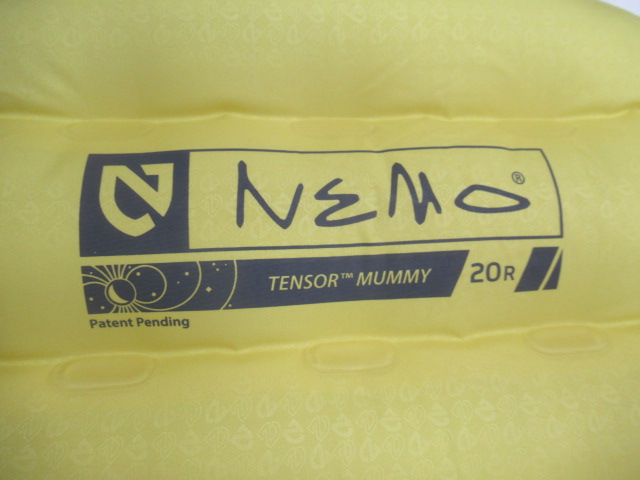 NEMO®
TENSOR™ MUMMY 20R
Patent Pending